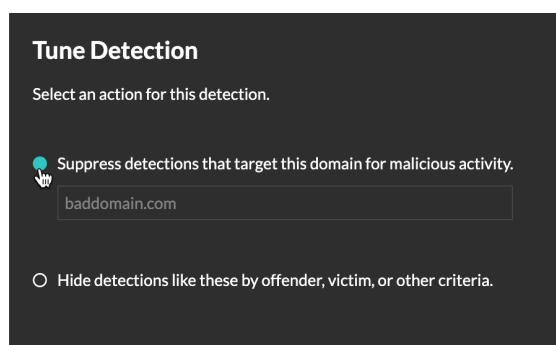 Tune Detection
Select an action for this detection.
Suppress detections that target this domain for malicious activity.
baddomain.com
Hide detections like these by offender, victim, or other criteria.